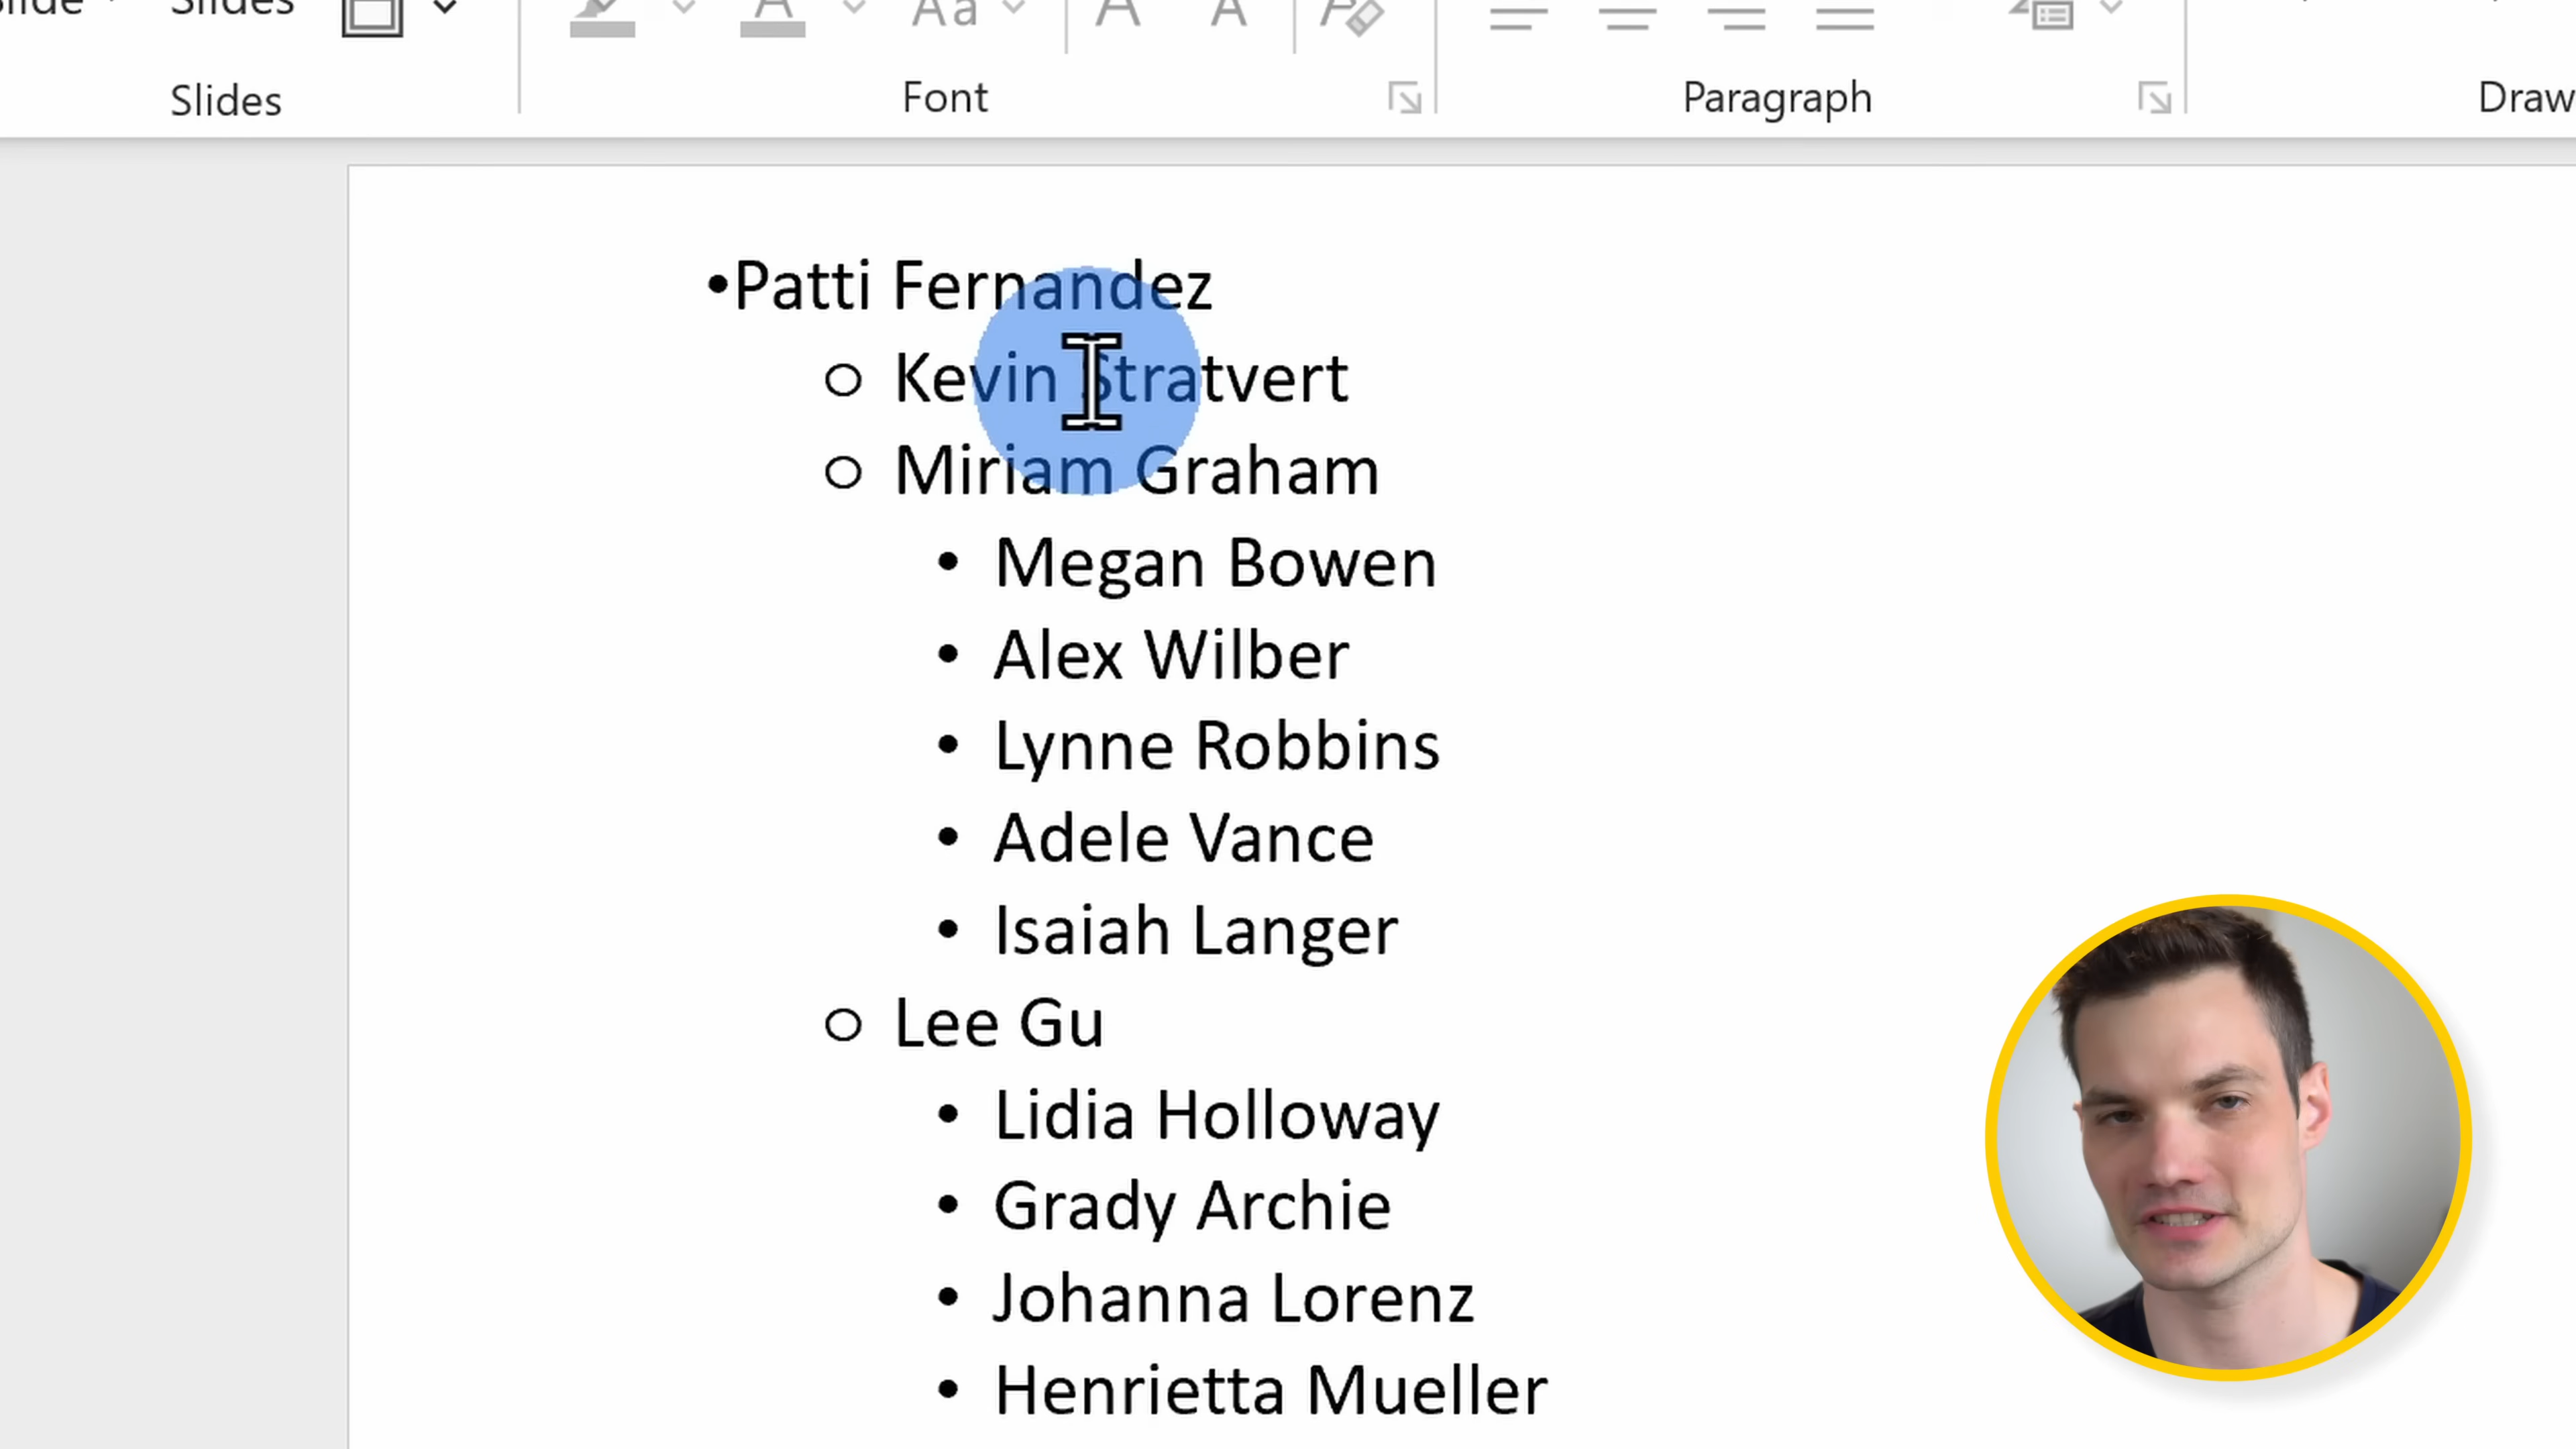 Slides
Aa
Slides
Font
Paragraph
•Patti Fernandez
○ Kevin Stratvert
○ Miriam Graham
• Megan Bowen
• Alex Wilber
• Lynne Robbins
• Adele Vance
• Isaiah Langer
○ Lee Gu
• Lidia Holloway
• Grady Archie
• Johanna Lorenz
• Henrietta Mueller